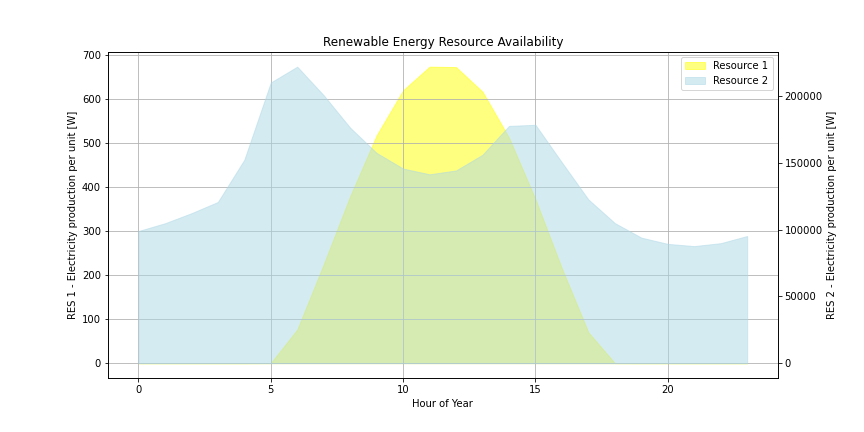 Renewable Energy Resource Availability
Resource 1
Resource 2
RES 1 - Electricity production per unit [W]
700
600
500
400
300
200
100
0
200000
150000
100000
50000
0
RES 2 - Electricity production per unit [W]
0 5 10 15 20
Hour of Year